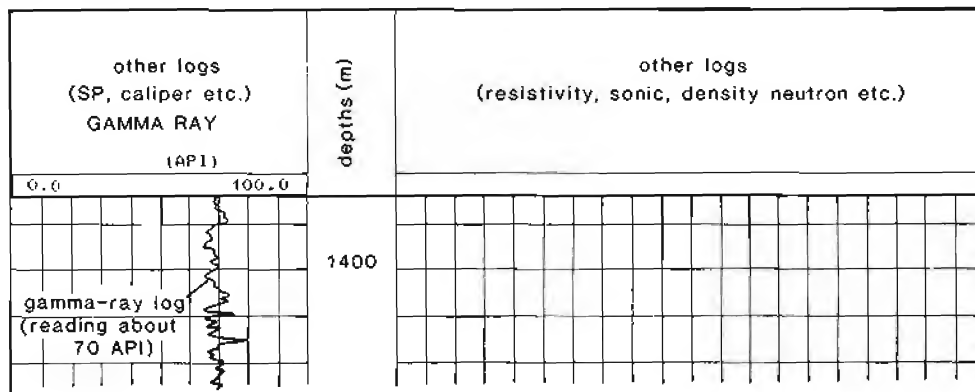 other logs
(SP, caliper etc.)
GAMMA RAY
(API)
0.0 100.0
depths (m)
other logs
(resistivity, sonic, density neutron etc.)
1400
gamma-ray log
(reading about
70 API)